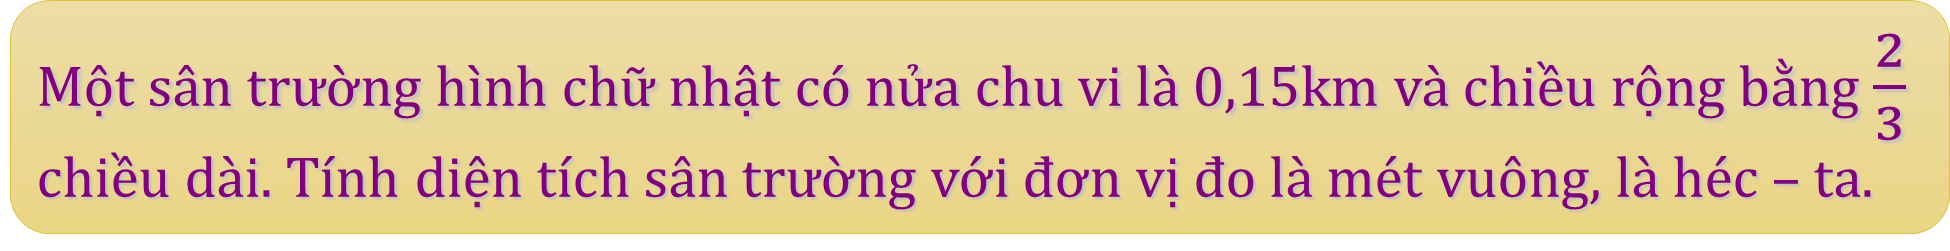 Một sân trường hình chữ nhật có nửa chu vi là 0,15km và chiều rộng bằng 2/3
chiều dài. Tính diện tích sân trường với đơn vị đo là mét vuông, là héc – ta.